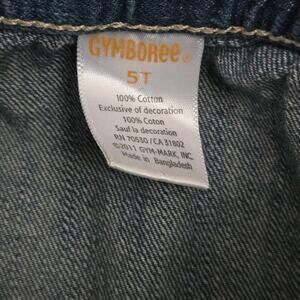 GYMBOREE®
5T
100% Cotton
Exclusive of decoration
100% Coton
Sauf la decoration
RN 70530 / CA 31802
©2011 GYM-MARK, INC.
Made in Bangladesh